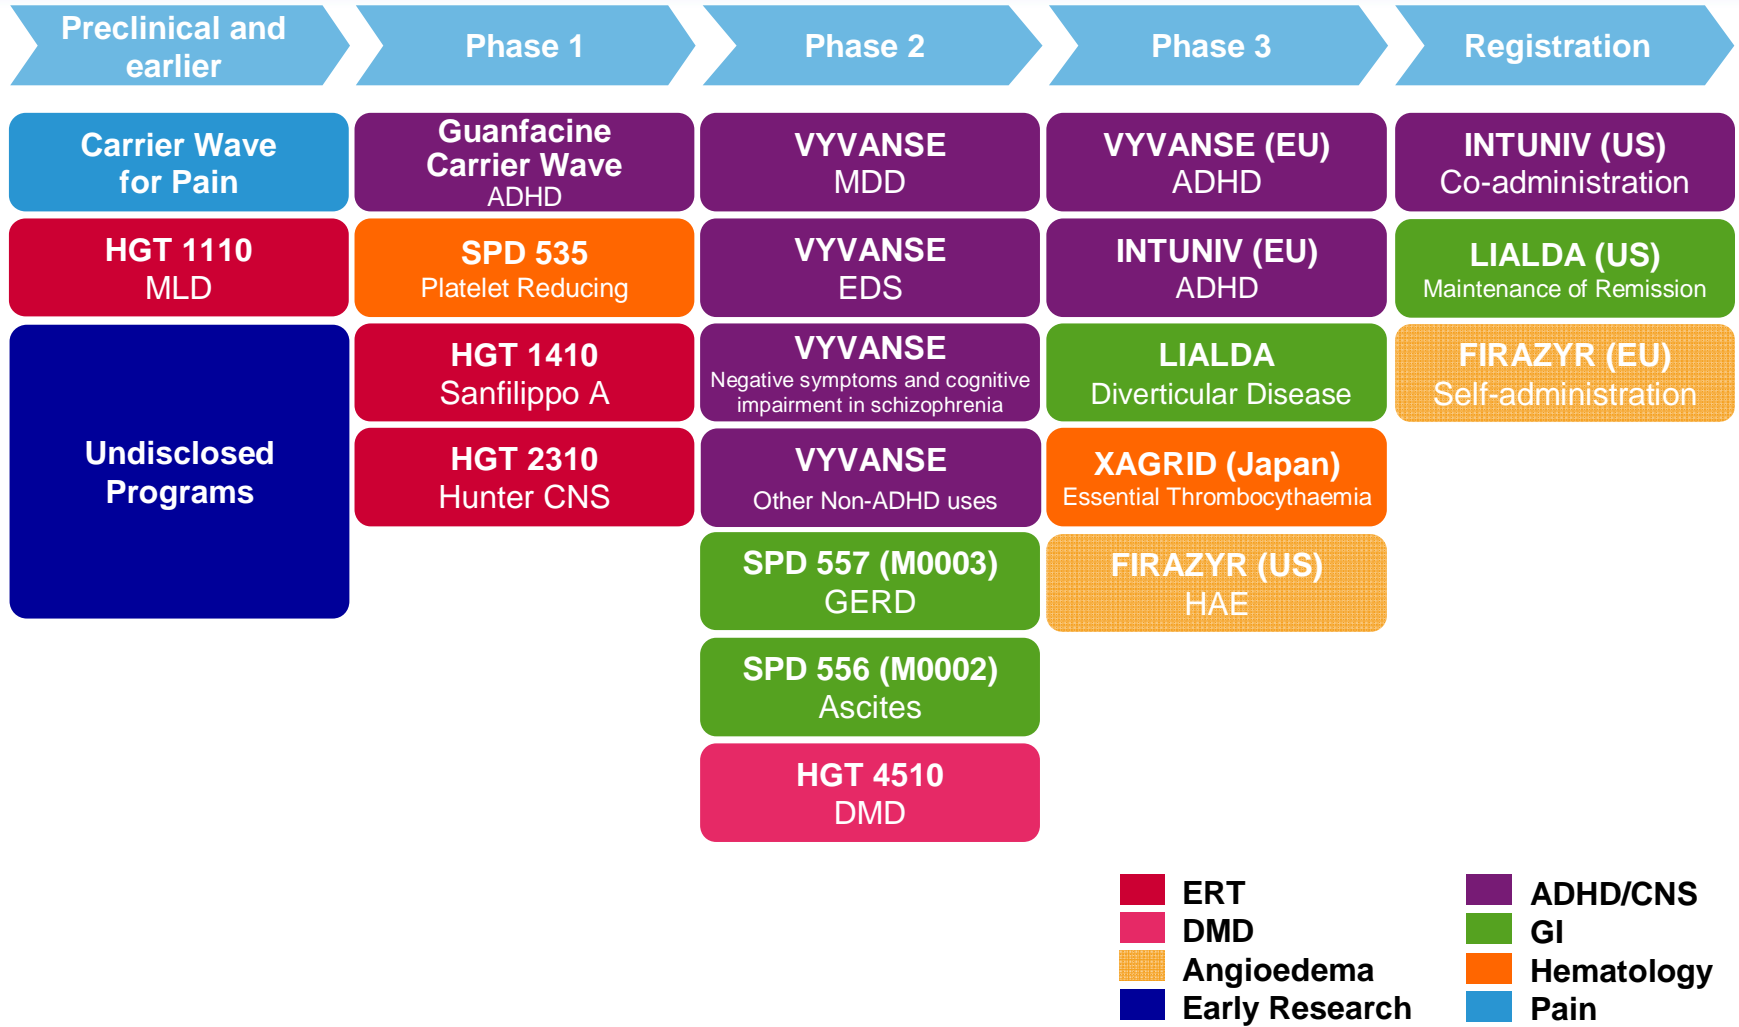 Preclinical and
earlier
Phase 1
Phase 2
Phase 3
Registration
Carrier Wave
for Pain
HGT 1110
MLD
Undisclosed
Programs
Guanfacine
Carrier Wave
ADHD
SPD 535
Platelet Reducing
HGT 1410
Sanfilippo A
HGT 2310
Hunter CNS
VYVANSE
MDD
VYVANSE
EDS
VYVANSE
Negative symptoms and cognitive
impairment in schizophrenia
VYVANSE
Other Non-ADHD uses
SPD 557 (M0003)
GERD
SPD 556 (M0002)
Ascites
HGT 4510
DMD
VYVANSE (EU)
ADHD
INTUNIV (EU)
ADHD
LIALDA
Diverticular Disease
XAGRID (Japan)
Essential Thrombocythaemia
FIRAZYR (US)
HAE
INTUNIV (US)
Co-administration
LIALDA (US)
Maintenance of Remission
FIRAZYR (EU)
Self-administration
ERT
DMD
Angioedema
Early Research
ADHD/CNS
GI
Hematology
Pain